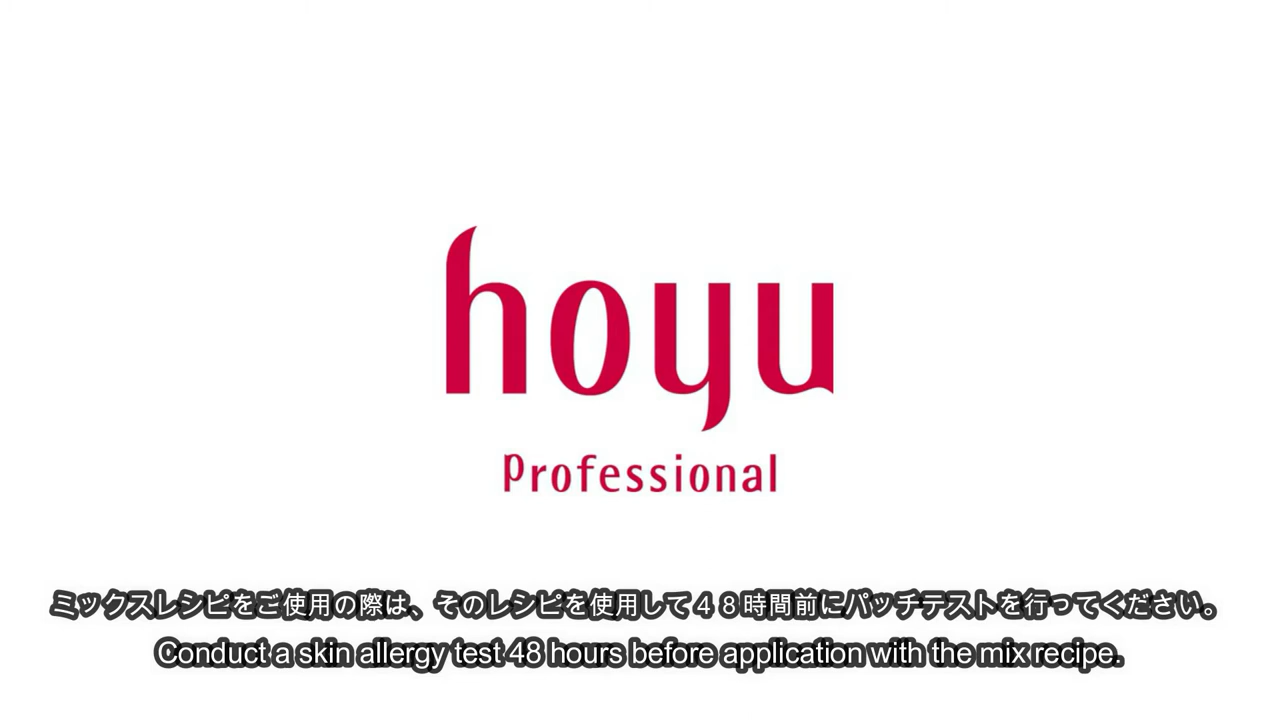 hoyu
Professional
ミックスレシピをご使用の際は、そのレシピを使用して４８時間前にパッチテストを行ってください。
Conduct a skin allergy test 48 hours before application with the mix recipe.